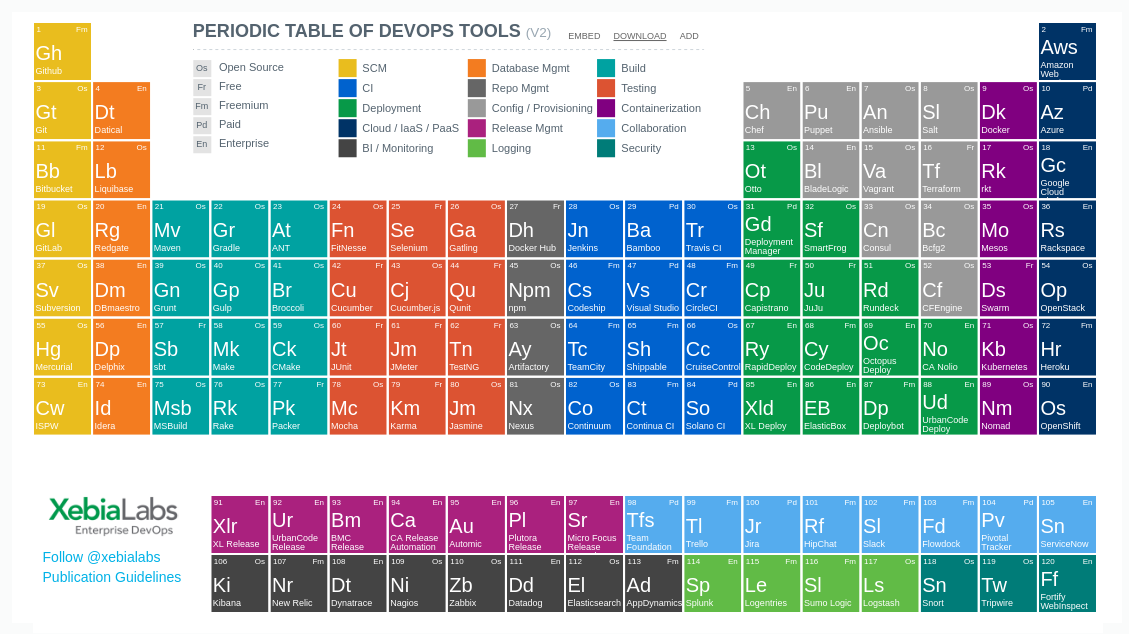 PERIODIC TABLE OF DEVOPS TOOLS (V2) EMBED DOWNLOAD ADD
Os Open Source
Fr Free
Fm Freemium
Pd Paid
En Enterprise
SCM
CI
Deployment
Cloud / IaaS / PaaS
BI / Monitoring
Database Mgmt
Repo Mgmt
Config / Provisioning
Release Mgmt
Logging
Build
Testing
Containerization
Collaboration
Security
1 Fm Gh Github
2 Fm Aws Amazon Web
3 Os Gt Git
4 En Dt Datical
5 En Ch Chef
6 En Pu Puppet
7 Os An Ansible
8 Os Sl Salt
9 Os Dk Docker
10 Pd Az Azure
11 Fm Bb Bitbucket
12 Os Lb Liquibase
13 Os Ot Otto
14 En Bl BladeLogic
15 Os Va Vagrant
16 Fr Tf Terraform
17 Os Rk rkt
18 En Gc Google Cloud
19 Os Gl GitLab
20 En Rg Redgate
21 Os Mv Maven
22 Os Gr Gradle
23 Os At ANT
24 Os Fn FitNesse
25 Fr Se Selenium
26 Os Ga Gatling
27 Fr Dh Docker Hub
28 Os Jn Jenkins
29 Pd Ba Bamboo
30 Os Tr Travis CI
31 Pd Gd Deployment Manager
32 Os Sf SmartFrog
33 Os Cn Consul
34 Os Bc Bcfg2
35 Os Mo Mesos
36 En Rs Rackspace
37 Os Sv Subversion
38 En Dm DBmaestro
39 Os Gn Grunt
40 Os Gp Gulp
41 Os Br Broccoli
42 Fr Cu Cucumber
43 Os Cj Cucumber.js
44 Fr Qu Qunit
45 Os Npm npm
46 Fm Cs Codeship
47 Pd Vs Visual Studio
48 Fm Cr CircleCI
49 Fr Cp Capistrano
50 Fr Ju JuJu
51 Os Rd Rundeck
52 Os Cf CFEngine
53 Fr Ds Swarm
54 Os Op OpenStack
55 Os Hg Mercurial
56 En Dp Delphix
57 Fr Sb sbt
58 Os Mk Make
59 Os Ck CMake
60 Fr Jt JUnit
61 Fr Jm JMeter
62 Fr Tn TestNG
63 Os Ay Artifactory
64 Fm Tc TeamCity
65 Fm Sh Shippable
66 Os Cc CruiseControl
67 En Ry RapidDeploy
68 Fm Cy CodeDeploy
69 En Oc Octopus Deploy
70 En No CA Nolio
71 Os Kb Kubernetes
72 Fm Hr Heroku
73 En Cw ISPW
74 En Id Idera
75 Os Msb MSBuild
76 Os Rk Rake
77 Fr Pk Packer
78 Os Mc Mocha
79 Os Km Karma
80 Os Jm Jasmine
81 Os Nx Nexus
82 Os Co Continuum
83 Fm Ct Continua CI
84 Pd So Solano CI
85 En Xld XL Deploy
86 En EB ElasticBox
87 Fm Dp Deploybot
88 En Ud UrbanCode Deploy
89 Os Nm Nomad
90 En Os OpenShift
XebiaLabs
Enterprise DevOps
Follow @xebialabs
Publication Guidelines
91 En Xlr XL Release
92 En Ur UrbanCode Release
93 En Bm BMC Release
94 En Ca CA Release Automation
95 En Au Automic
96 En Pl Plutora Release
97 En Sr Micro Focus Release
98 Pd Tfs Team Foundation
99 Fm Tl Trello
100 Pd Jr Jira
101 Fm Rf HipChat
102 Fm Sl Slack
103 Fm Fd Flowdock
104 Pd Pv Pivotal Tracker
105 En Sn ServiceNow
106 Os Ki Kibana
107 Fm Nr New Relic
108 En Dt Dynatrace
109 Os Ni Nagios
110 Os Zb Zabbix
111 En Dd Datadog
112 Os El Elasticsearch
113 Fm Ad AppDynamics
114 En Sp Splunk
115 Fm Le Logentries
116 Fm Sl Sumo Logic
117 Os Ls Logstash
118 Os Sn Snort
119 Os Tw Tripwire
120 En Ff Fortify WebInspect